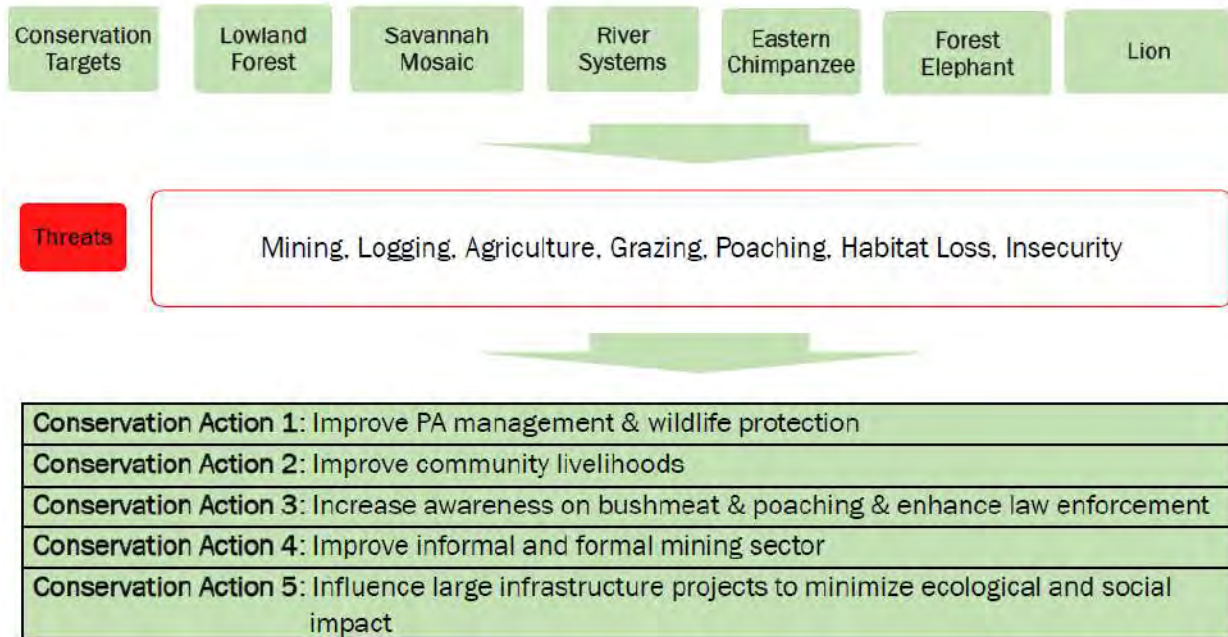 Conservation Targets
Lowland Forest
Savannah Mosaic
River Systems
Eastern Chimpanzee
Forest Elephant
Lion
Threats
Mining, Logging, Agriculture, Grazing, Poaching, Habitat Loss, Insecurity
Conservation Action 1: Improve PA management & wildlife protection
Conservation Action 2: Improve community livelihoods
Conservation Action 3: Increase awareness on bushmeat & poaching & enhance law enforcement
Conservation Action 4: Improve informal and formal mining sector
Conservation Action 5: Influence large infrastructure projects to minimize ecological and social
impact